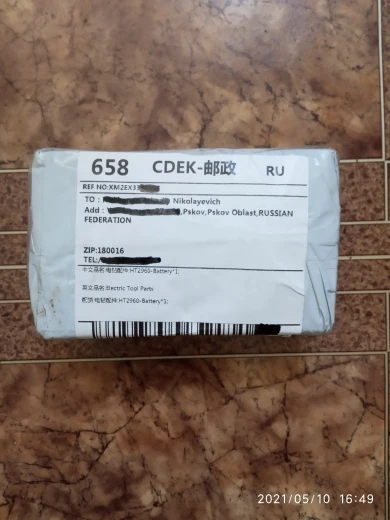 658 CDEK-邮政 RU
REF NO:XM2EX33
TO : Nikolayevich
Add : ,Pskov,Pskov Oblast,RUSSIAN
FEDERATION
ZIP:180016
TEL:
中文品名:电钻配件:HT2960-Battery*1;
英文品名:Electric Tool Parts
配货:电钻配件:HT2960-Battery*1;
2021/05/10 16:49